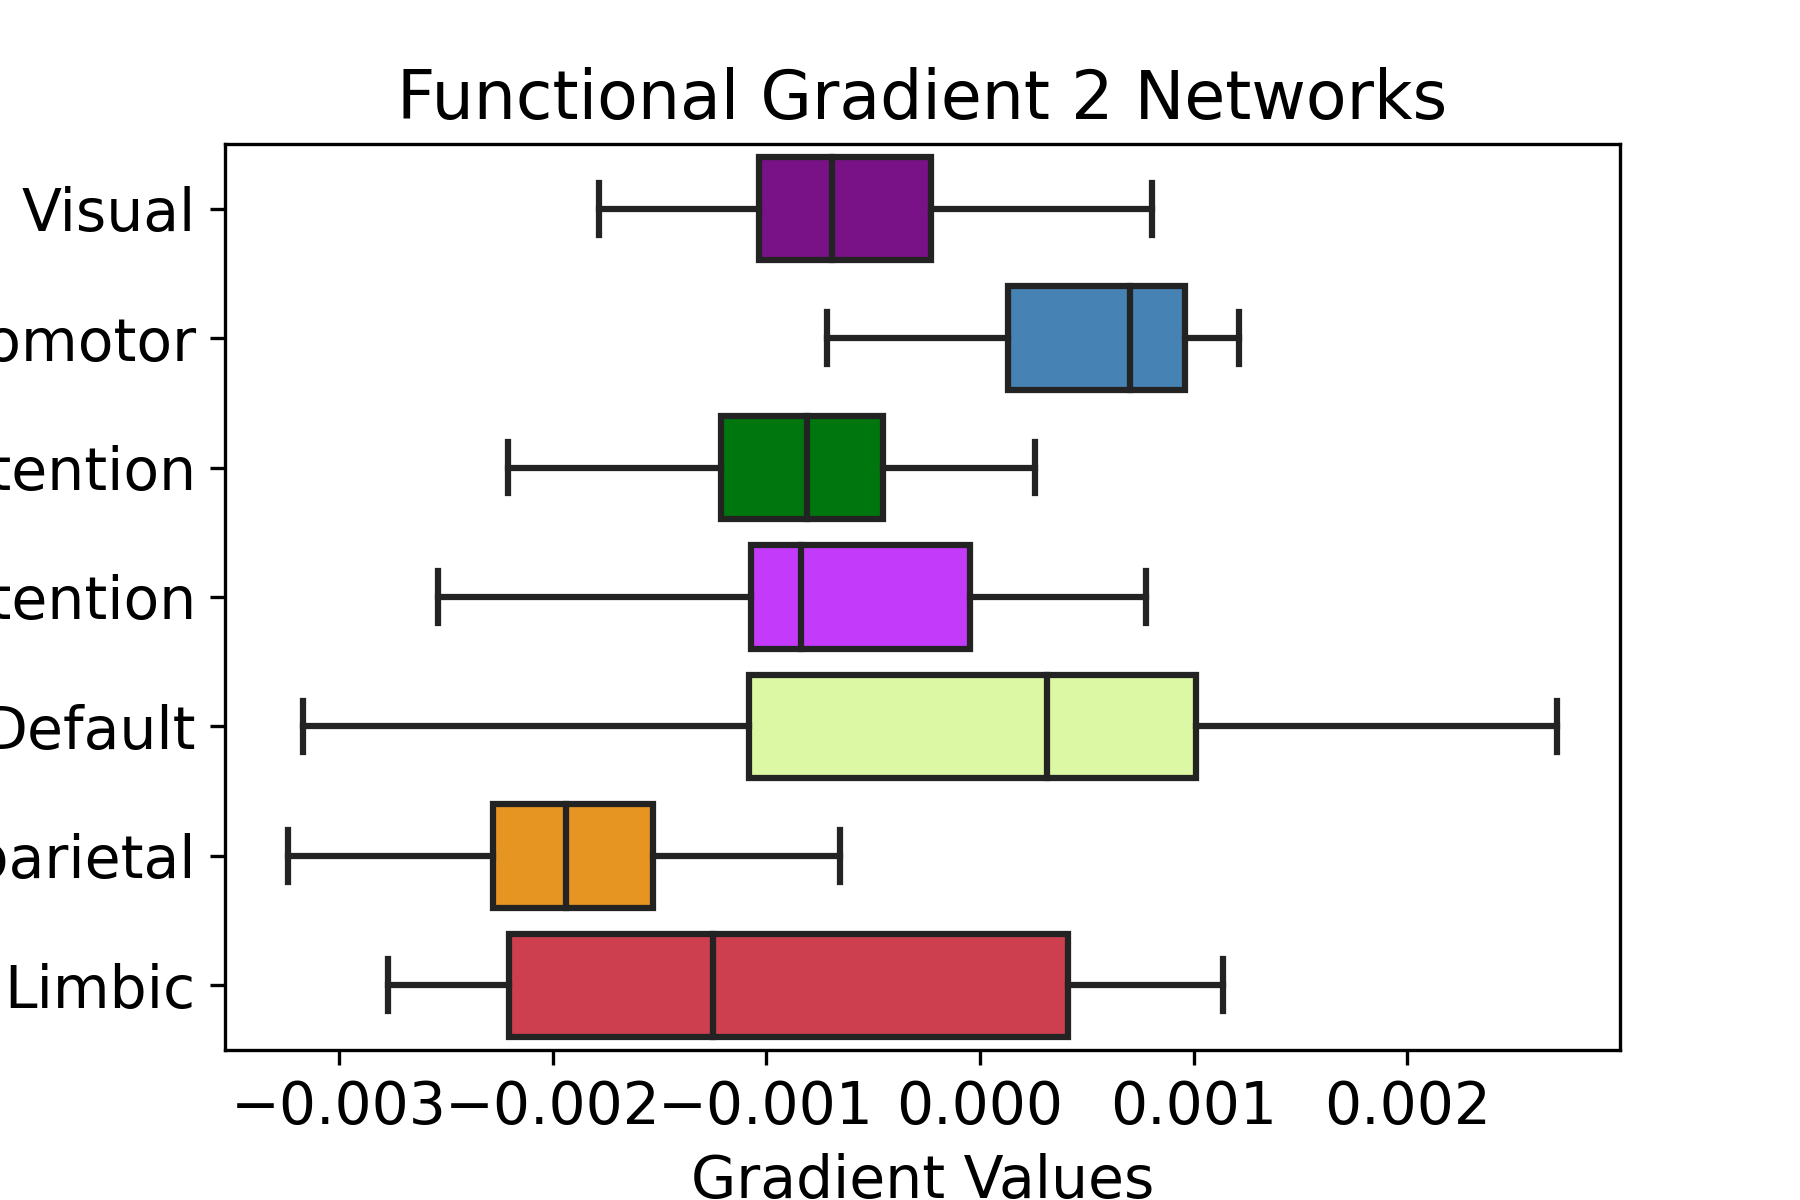 Functional Gradient 2 Networks
Visual
omotor
tention
tention
Default
parietal
Limbic
−0.003 −0.002 −0.001 0.000 0.001 0.002
Gradient Values